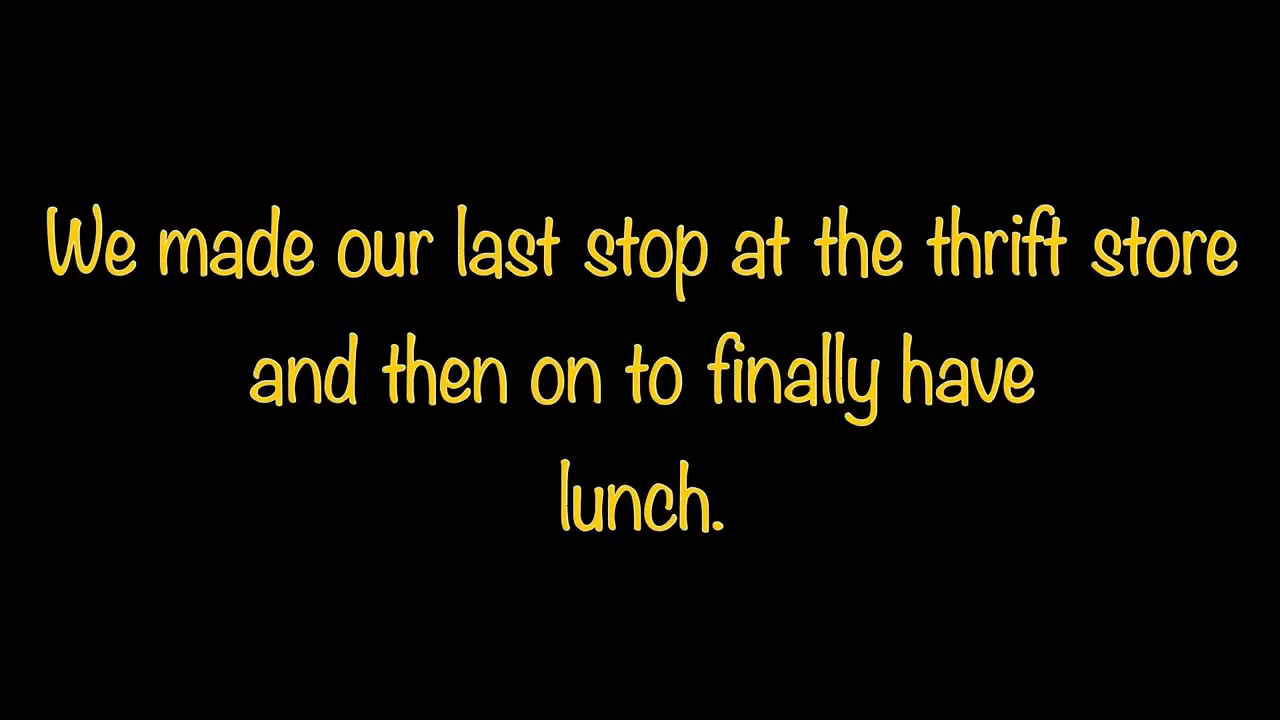 We made our last stop at the thrift store
and then on to finally have
lunch.